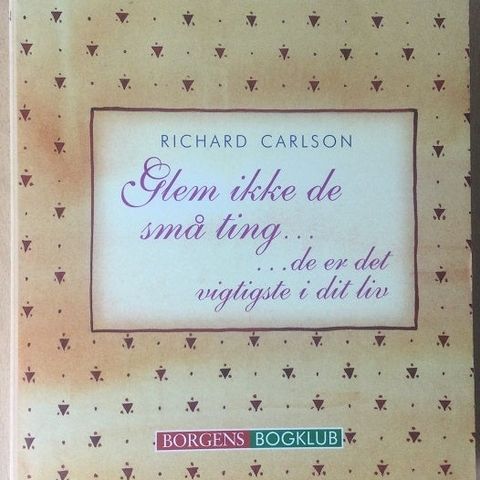 RICHARD CARLSON
Glem ikke de
små ting...
...de er det
vigtigste i dit liv
BORGENS BOGKLUB